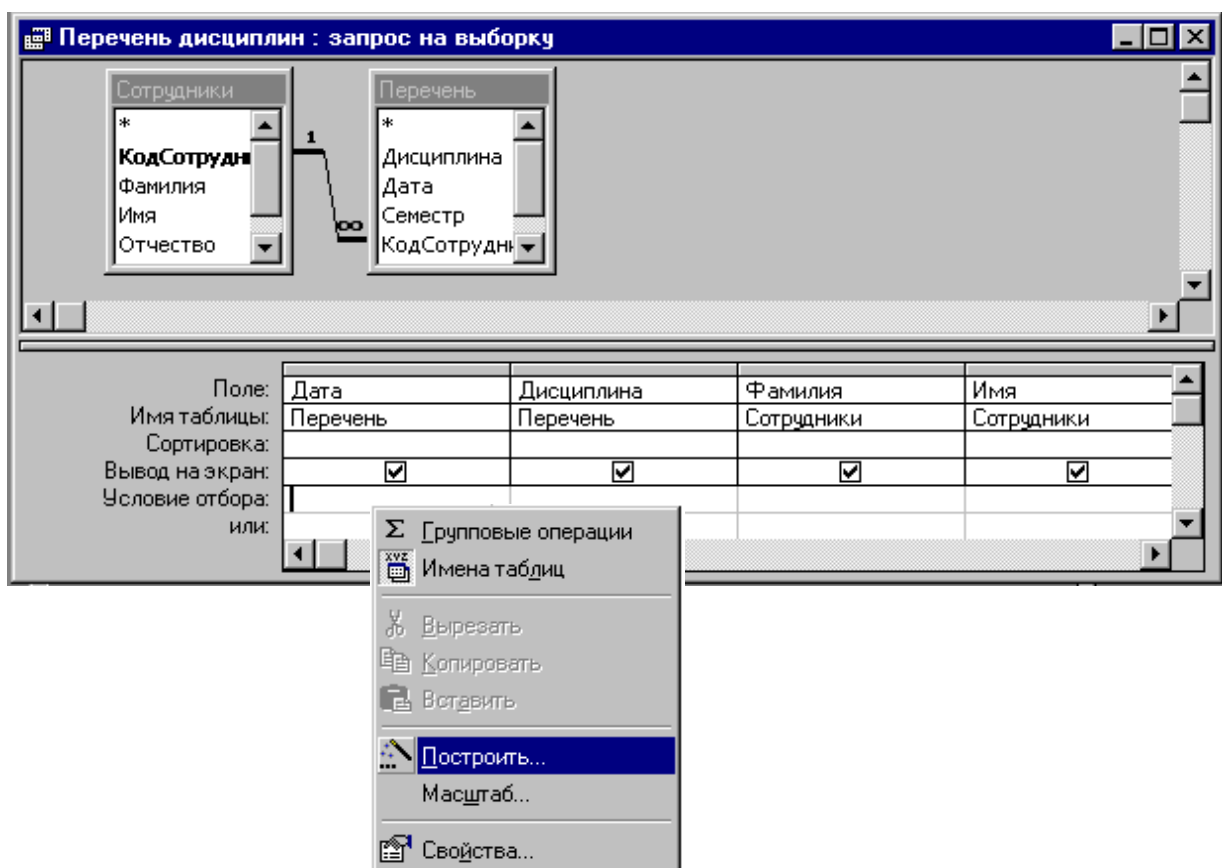 Перечень дисциплин : запрос на выборку
Сотрудники
*
КодСотрудн
Фамилия
Имя
Отчество
1
∞
Перечень
*
Дисциплина
Дата
Семестр
КодСотрудн
Поле: Дата Дисциплина Фамилия Имя
Имя таблицы: Перечень Перечень Сотрудники Сотрудники
Сортировка:
Вывод на экран:
Условие отбора:
или:
Σ Групповые операции
XYZ Имена таблиц
Вырезать
Копировать
Вставить
Построить...
Масштаб...
Свойства...